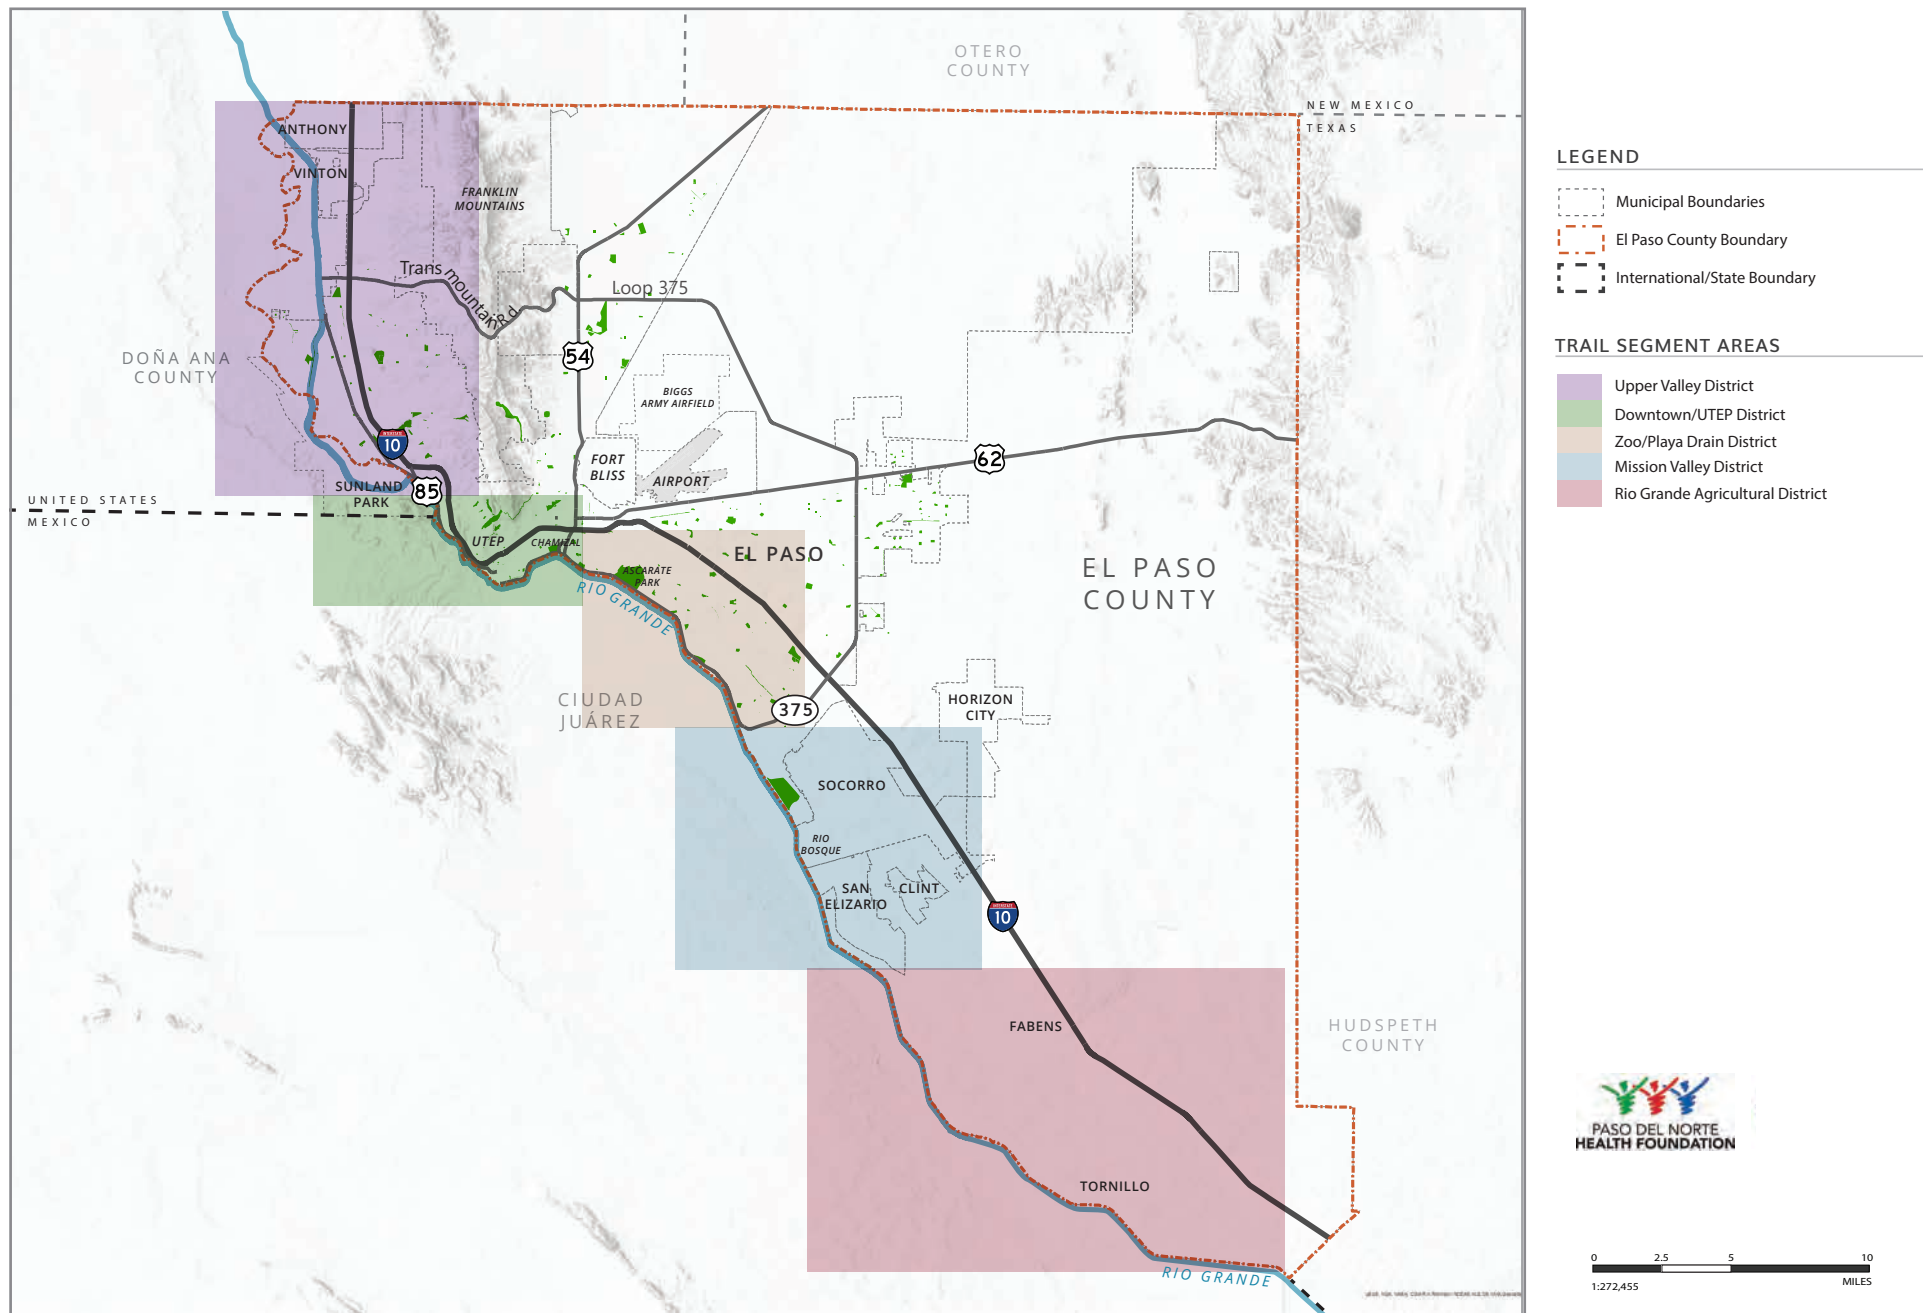 OTERO
COUNTY
NEW MEXICO
TEXAS
ANTHONY
VINTON
FRANKLIN
MOUNTAINS
Transmountain Rd
Loop 375
54
DOÑA ANA
COUNTY
BIGGS
ARMY AIRFIELD
INTERSTATE
10
62
FORT
BLISS
AIRPORT
SUNLAND
PARK
85
UNITED STATES
MEXICO
UTEP
CHAMIZAL
EL PASO
ASCARATE
PARK
RIO GRANDE
EL PASO
COUNTY
CIUDAD
JUÁREZ
375
HORIZON
CITY
SOCORRO
RIO
BOSQUE
SAN
ELIZARIO
CLINT
INTERSTATE
10
FABENS
HUDSPETH
COUNTY
TORNILLO
RIO GRANDE
LEGEND
Municipal Boundaries
El Paso County Boundary
International/State Boundary
TRAIL SEGMENT AREAS
Upper Valley District
Downtown/UTEP District
Zoo/Playa Drain District
Mission Valley District
Rio Grande Agricultural District
PASO DEL NORTE
HEALTH FOUNDATION
0 2.5 5 10
MILES
1:272,455